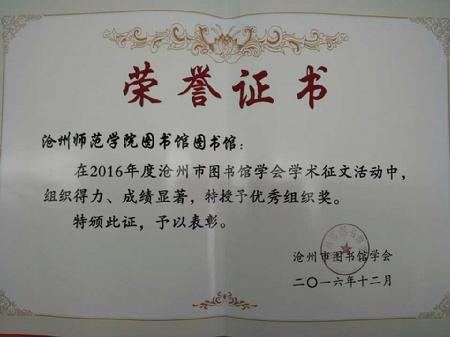 荣誉证书
沧州师范学院图书馆图书馆：
在2016年度沧州市图书馆学会学术征文活动中，
组织得力、成绩显著，特授予优秀组织奖。
特颁此证，予以表彰。
沧州市图书馆学会
二〇一六年十二月